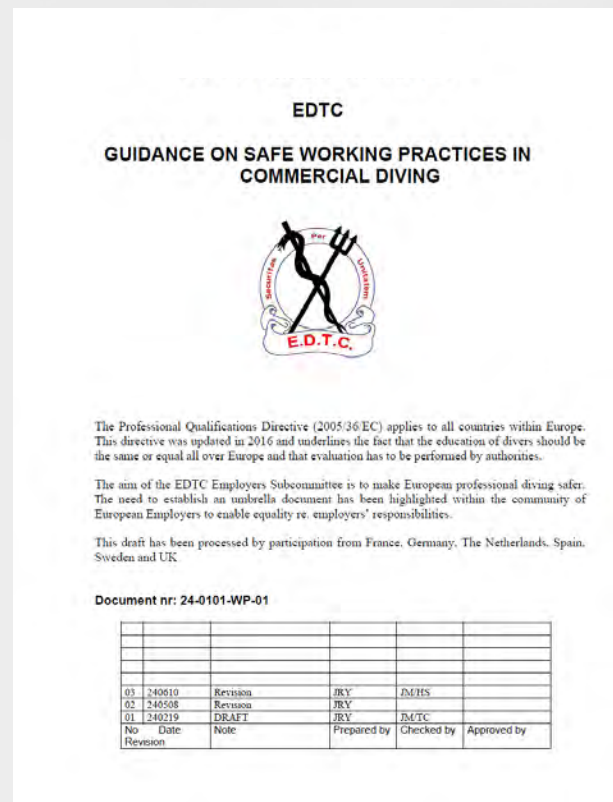 EDTC
GUIDANCE ON SAFE WORKING PRACTICES IN
COMMERCIAL DIVING
Securitas Per Unitatem
E.D.T.C.
The Professional Qualifications Directive (2005/36/EC) applies to all countries within Europe.
This directive was updated in 2016 and underlines the fact that the education of divers should be
the same or equal all over Europe and that evaluation has to be performed by authorities.
The aim of the EDTC Employers Subcommittee is to make European professional diving safer.
The need to establish an umbrella document has been highlighted within the community of
European Employers to enable equality re. employers' responsibilities.
This draft has been processed by participation from France, Germany, The Netherlands, Spain,
Sweden and UK
Document nr: 24-0101-WP-01
03 240610 Revision JRY JM/HS
02 240508 Revision JRY
01 240219 DRAFT JRY JM/TC
No Date Note Prepared by Checked by Approved by
Revision